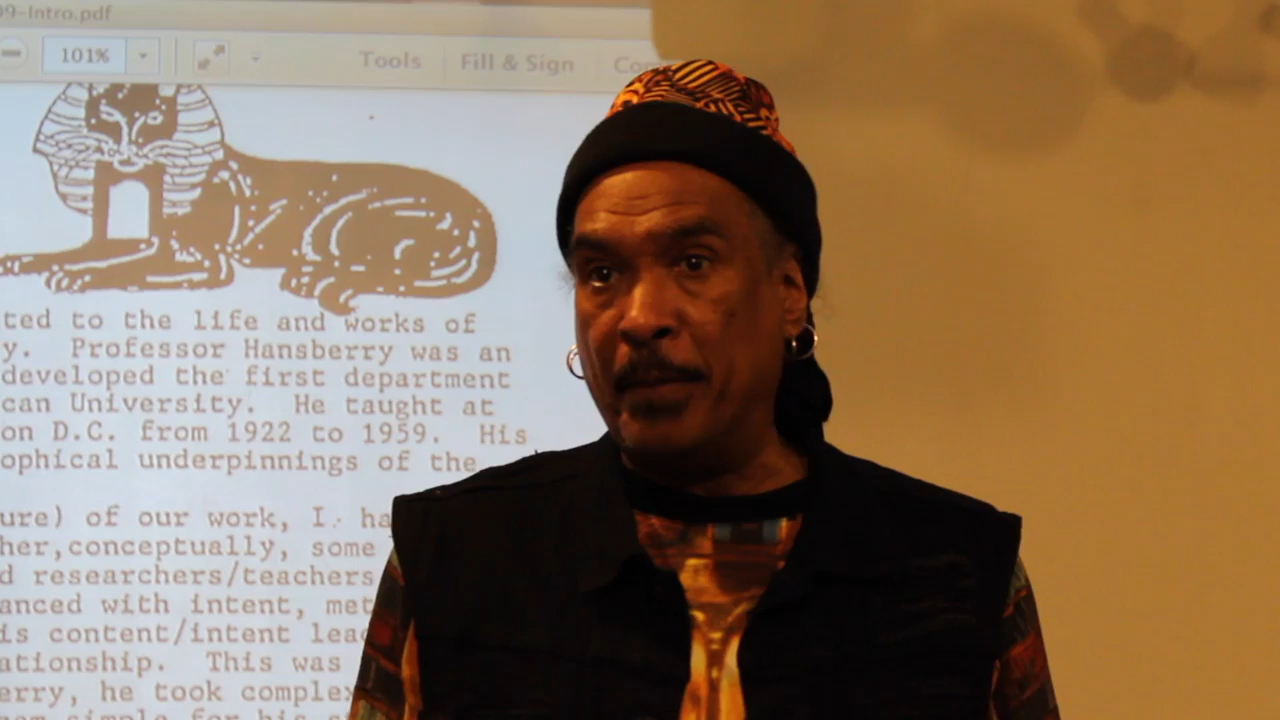 99-Intro.pdf
101%
Tools
Fill & Sign
ted to the life and works of
y. Professor Hansberry was an
developed the first department
can University. He taught at
on D.C. from 1922 to 1959. His
ophical underpinnings of the
ure) of our work, I ha
her, conceptually, some
d researchers/teachers
anced with intent, met
is content/intent lea
ationship. This was
erry, he took complex